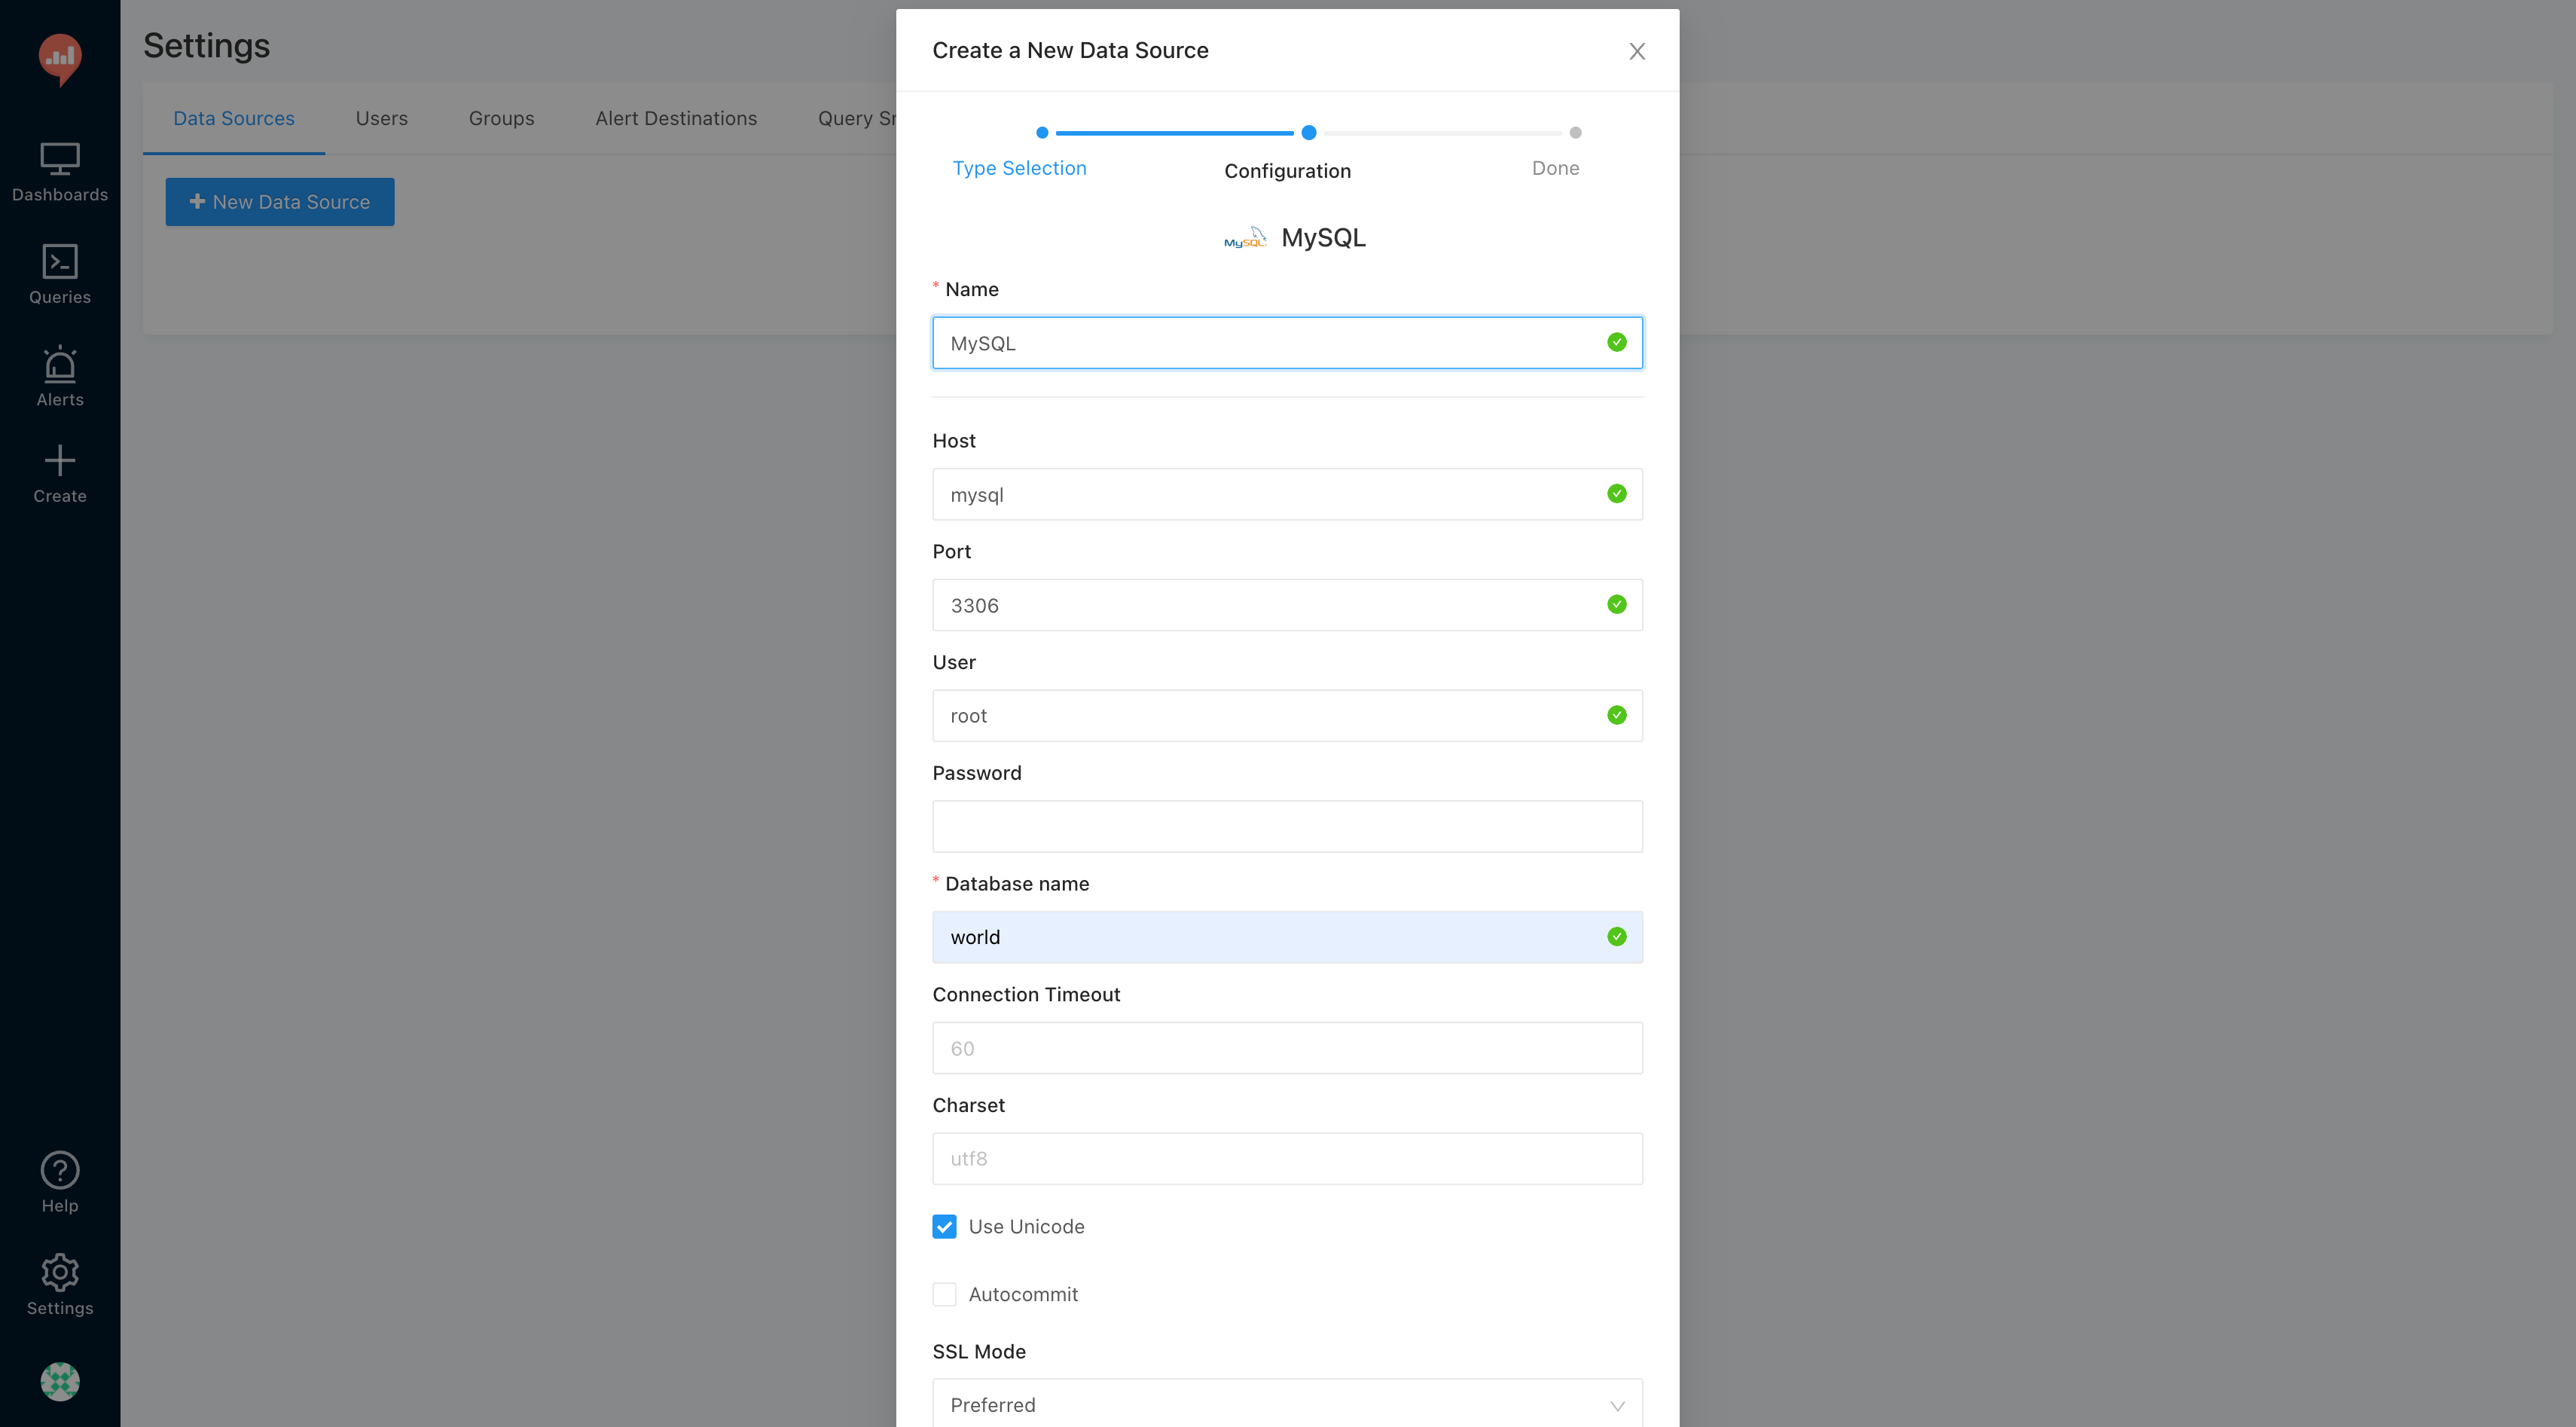 Settings
Data Sources
Users
Groups
Alert Destinations
Query Sn
+ New Data Source
Dashboards
Queries
Alerts
Create
Help
Settings
Create a New Data Source
Type Selection
Configuration
Done
MySQL MySQL
* Name
MySQL
Host
mysql
Port
3306
User
root
Password
* Database name
world
Connection Timeout
60
Charset
utf8
Use Unicode
Autocommit
SSL Mode
Preferred